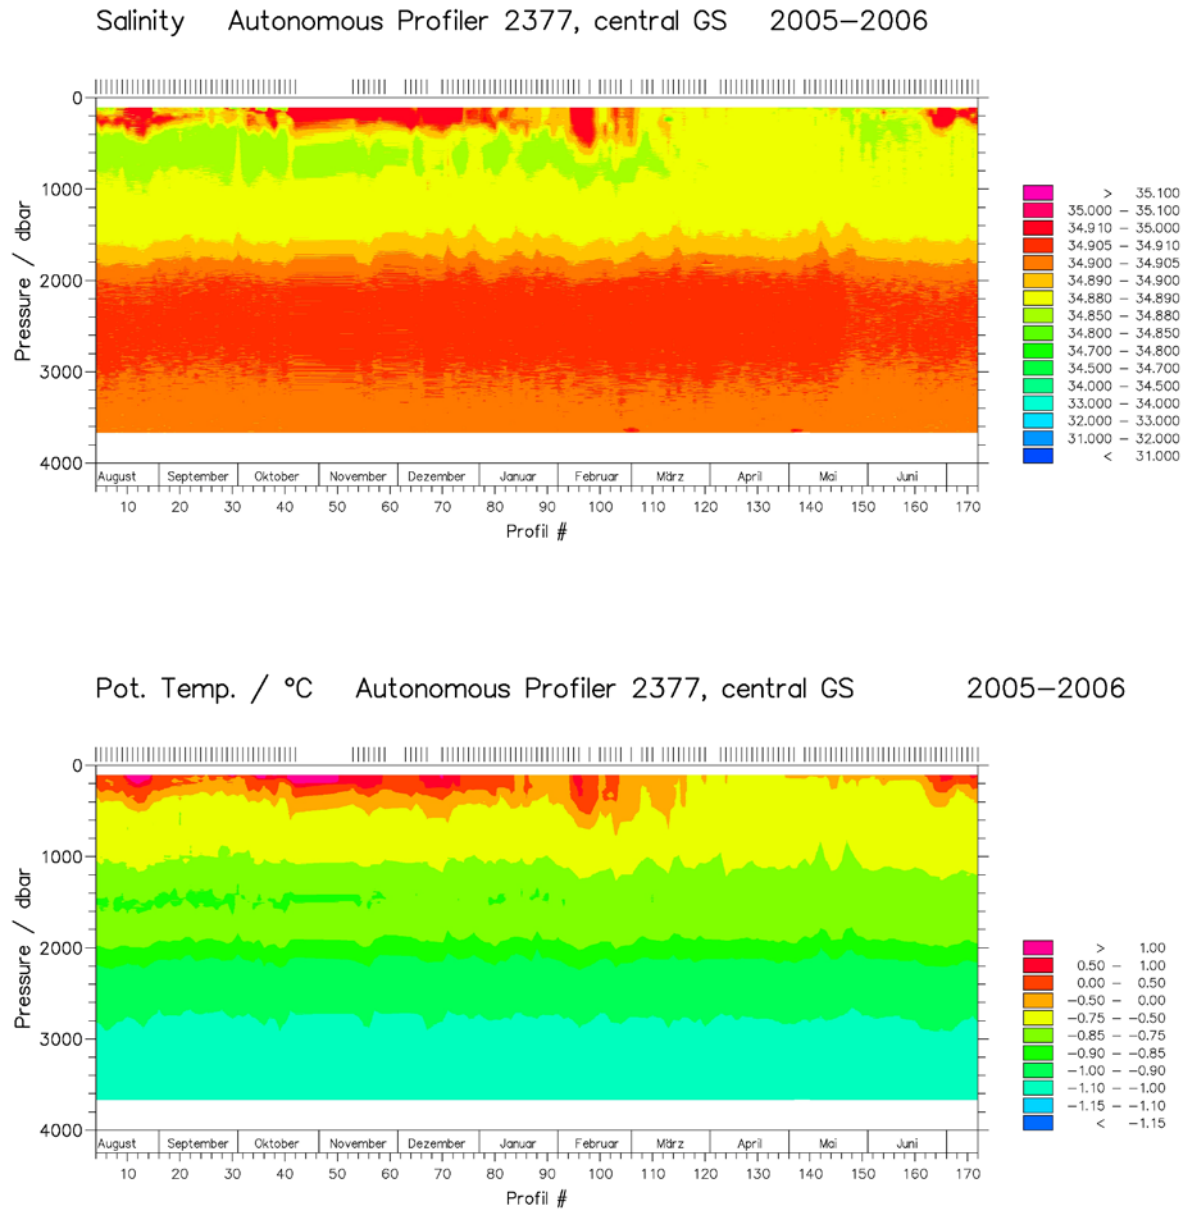 Salinity Autonomous Profiler 2377, central GS 2005–2006
0
1000
2000
3000
4000
Pressure / dbar
August September Oktober November Dezember Januar Februar März April Mai Juni
10 20 30 40 50 60 70 80 90 100 110 120 130 140 150 160 170
Profil #
> 35.100
35.000 – 35.100
34.910 – 35.000
34.905 – 34.910
34.900 – 34.905
34.890 – 34.900
34.880 – 34.890
34.850 – 34.880
34.800 – 34.850
34.700 – 34.800
34.500 – 34.700
34.000 – 34.500
33.000 – 34.000
32.000 – 33.000
31.000 – 32.000
< 31.000
Pot. Temp. / °C Autonomous Profiler 2377, central GS 2005–2006
0
1000
2000
3000
4000
Pressure / dbar
August September Oktober November Dezember Januar Februar März April Mai Juni
10 20 30 40 50 60 70 80 90 100 110 120 130 140 150 160 170
Profil #
> 1.00
0.50 – 1.00
0.00 – 0.50
−0.50 – 0.00
−0.75 – −0.50
−0.85 – −0.75
−0.90 – −0.85
−1.00 – −0.90
−1.10 – −1.00
−1.15 – −1.10
< −1.15